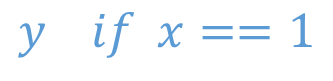 y if x == 1